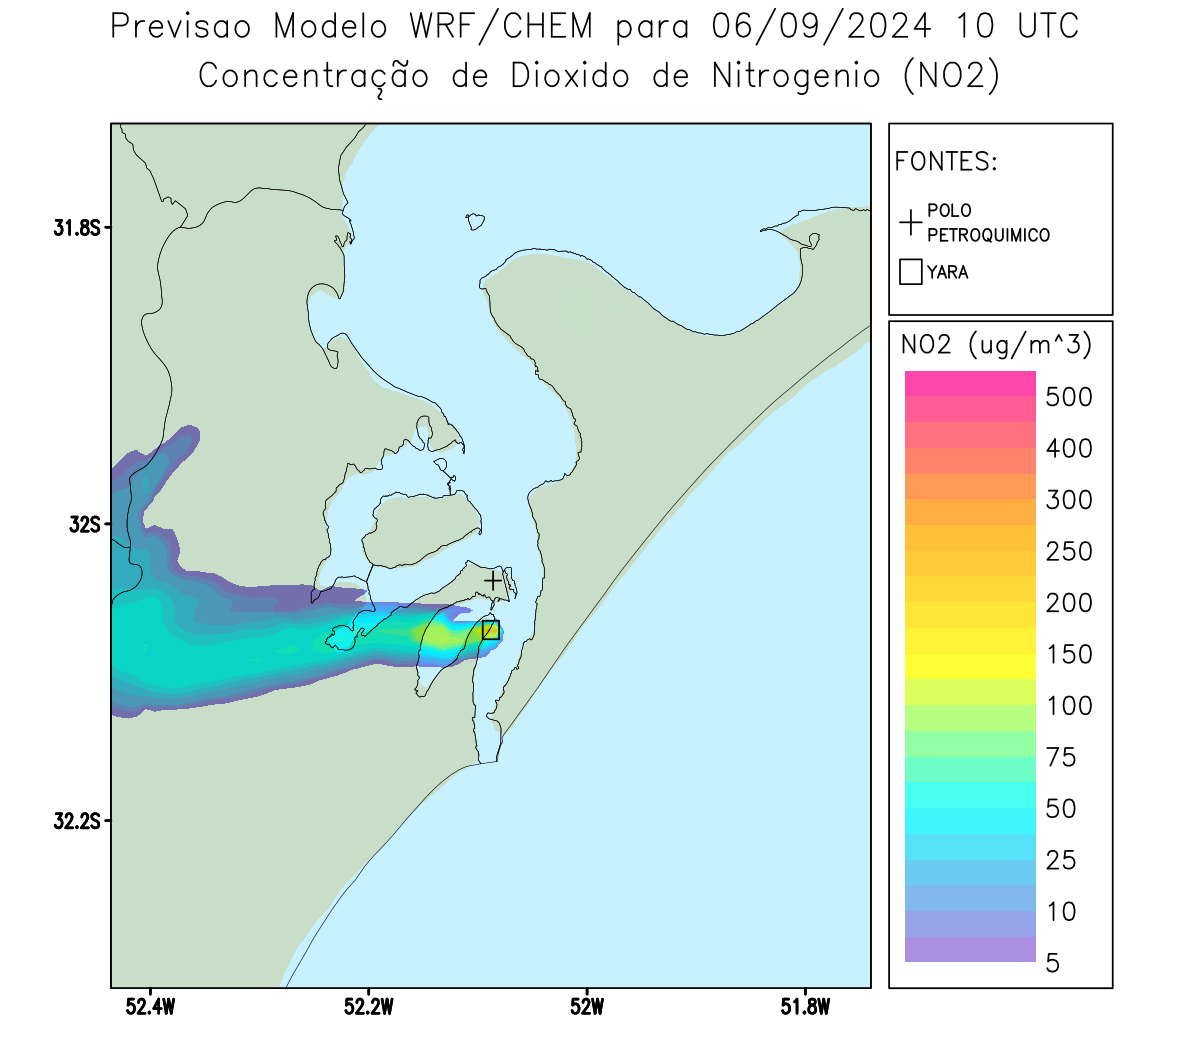 Previsao Modelo WRF/CHEM para 06/09/2024 10 UTC
Concentração de Dioxido de Nitrogenio (NO2)
FONTES:
POLO
PETROQUIMICO
YARA
NO2 (ug/m^3)
500
400
300
250
200
150
100
75
50
25
10
5
31.8S
32S
32.2S
52.4W
52.2W
52W
51.8W